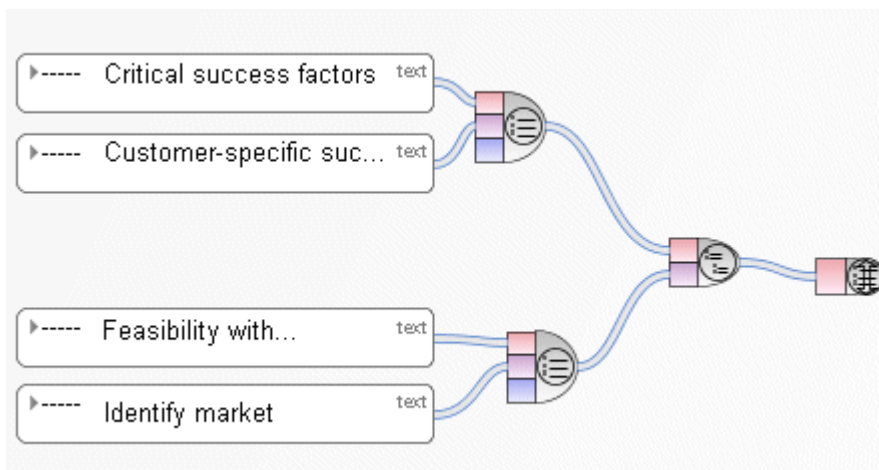 ----- Critical success factors text
----- Customer-specific suc... text
----- Feasibility with... text
----- Identify market text